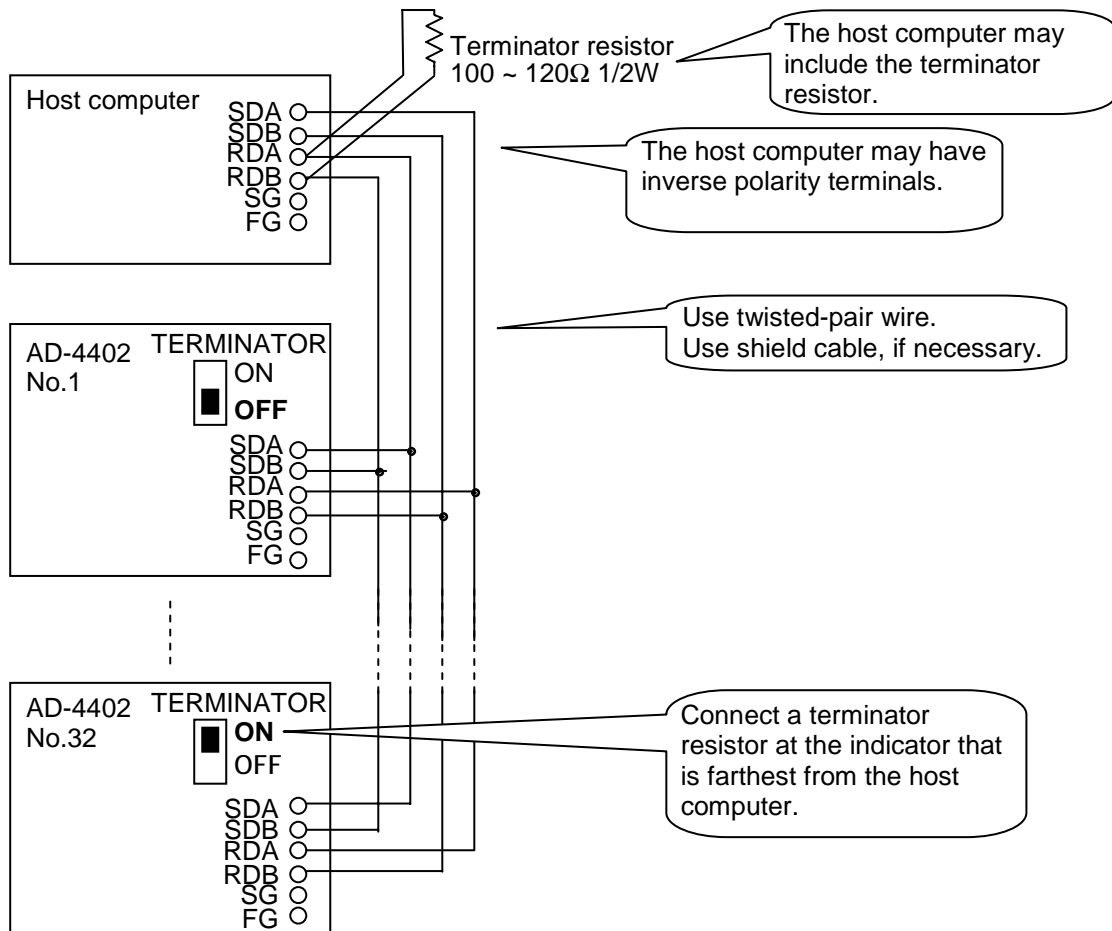 Terminator resistor
100 ~ 120Ω 1/2W
The host computer may
include the terminator
resistor.
Host computer
SDA
SDB
RDA
RDB
SG
FG
The host computer may have
inverse polarity terminals.
Use twisted-pair wire.
Use shield cable, if necessary.
AD-4402
No.1
TERMINATOR
ON
OFF
SDA
SDB
RDA
RDB
SG
FG
AD-4402
No.32
TERMINATOR
ON
OFF
SDA
SDB
RDA
RDB
SG
FG
Connect a terminator
resistor at the indicator that
is farthest from the host
computer.